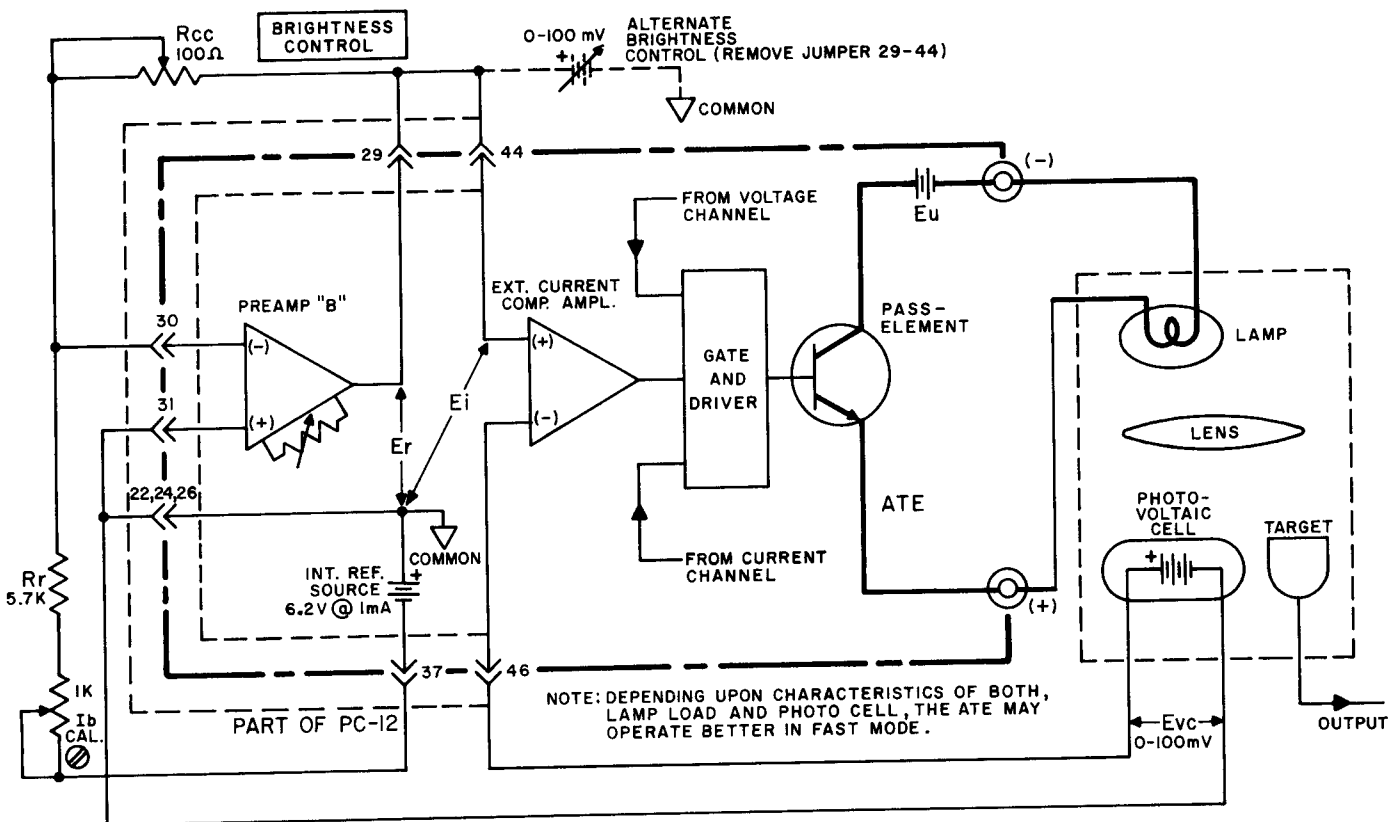 Rcc
100Ω
BRIGHTNESS
CONTROL
0-100 mV
+
ALTERNATE
BRIGHTNESS
CONTROL (REMOVE JUMPER 29-44)
COMMON
29
44
(-)
FROM VOLTAGE
CHANNEL
Eu
PREAMP "B"
EXT. CURRENT
COMP. AMPL.
PASS-
ELEMENT
LAMP
30
(-)
(+)
GATE
AND
DRIVER
31
(+)
Er
Ei
(-)
LENS
22,24,26
ATE
PHOTO-
VOLTAIC
CELL
TARGET
COMMON
FROM CURRENT
CHANNEL
+
Rr
5.7K
INT. REF.
SOURCE
6.2V @ 1mA
+
(+)
37
46
1K
Ib
CAL.
PART OF PC-12
NOTE: DEPENDING UPON CHARACTERISTICS OF BOTH,
LAMP LOAD AND PHOTO CELL, THE ATE MAY
OPERATE BETTER IN FAST MODE.
Evc
0-100mV
OUTPUT